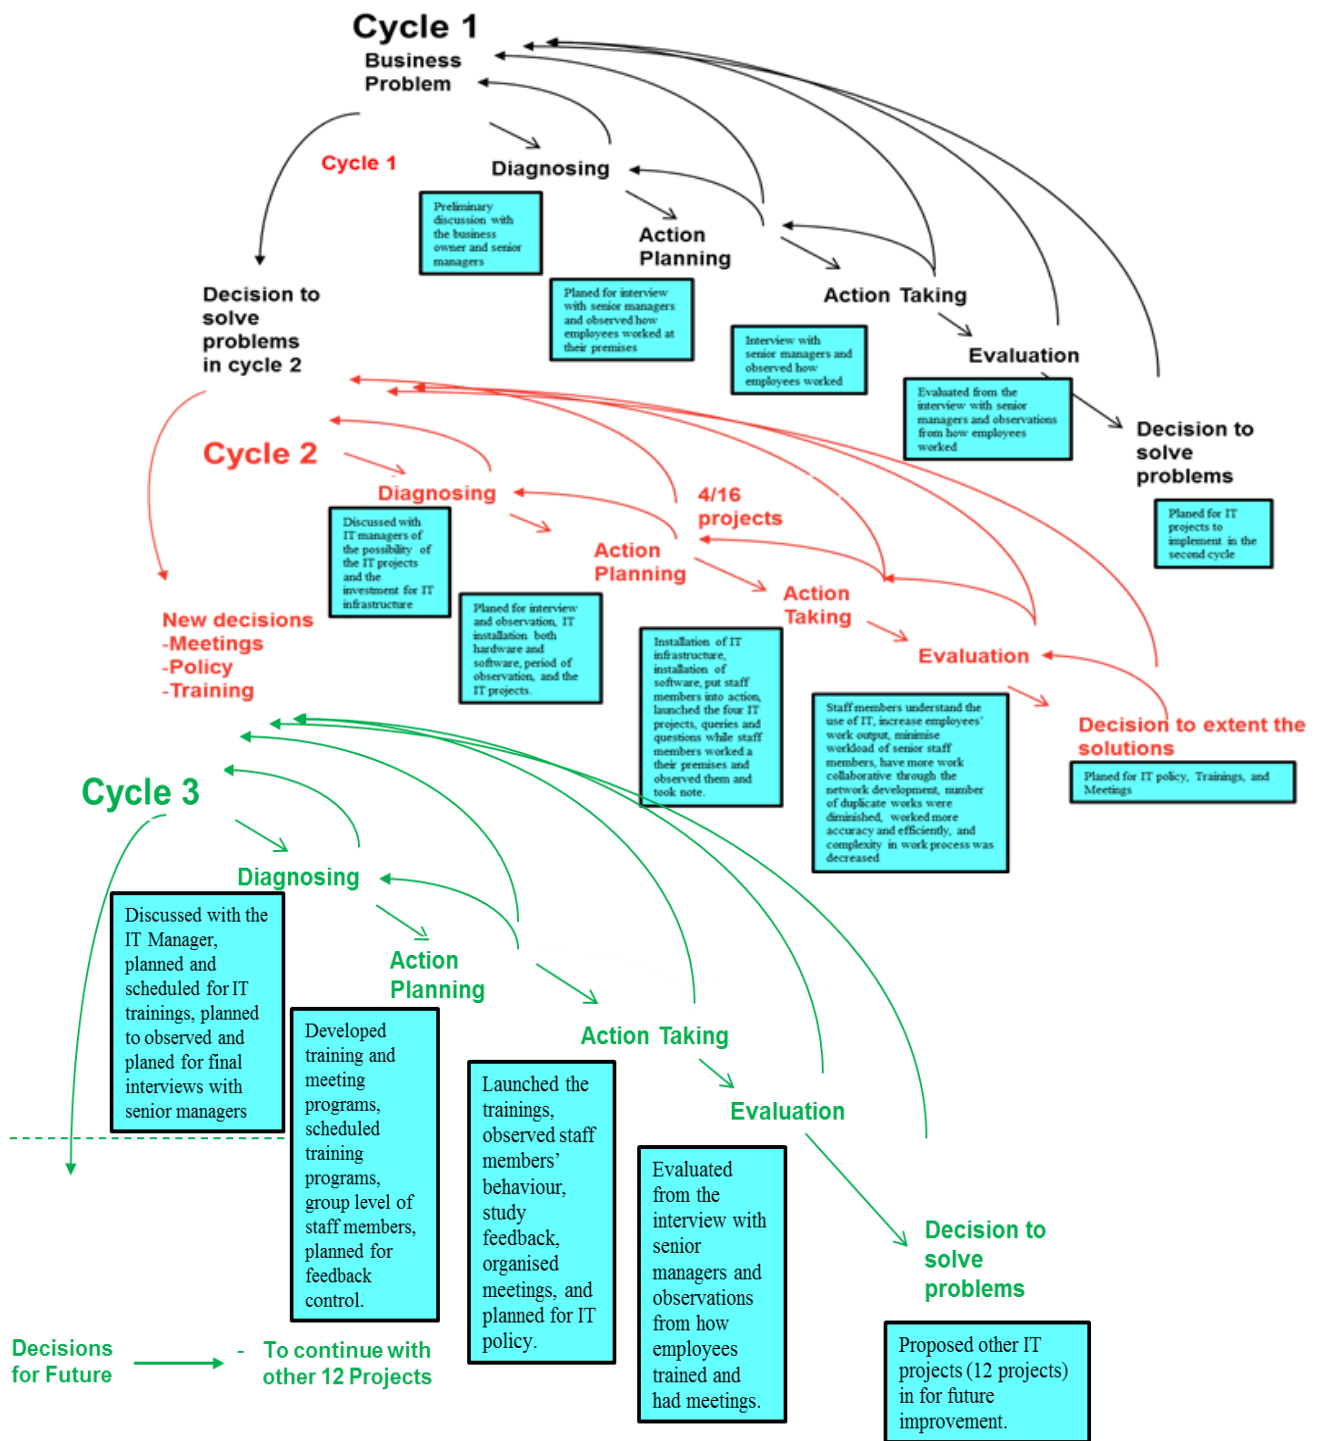 Cycle 1
Business
Problem
Cycle 1
Diagnosing
Preliminary
discussion with
the business
owner and senior
managers
Action
Planning
Planed for interview
with senior managers
and observed how
employees worked at
their premises
Action Taking
Interview with
senior managers and
observed how
employees worked
Evaluation
Evaluated from the
interview with senior
managers and observations
from how employees
worked
Decision to
solve
problems
Planed for IT
projects to
implement in the
second cycle
Decision to
solve
problems
in cycle 2
Cycle 2
Diagnosing
Discussed with
IT managers of
the possibility of
the IT projects
and the
investment for IT
infrastructure
4/16
projects
Action
Planning
Planed for interview
and observation, IT
installation both
hardware and
software, period of
observation, and the
IT projects.
Action
Taking
Installation of IT
infrastructure,
installation of
software, put staff
members into action,
launched the four IT
projects, queries and
questions while staff
members worked a
their premises and
observed them and
took note.
Evaluation
Staff members understand the
use of IT, increase employees'
work output, minimise
workload of senior staff
members, have more work
collaborative through the
network development, number
of duplicate works were
diminished, worked more
accuracy and efficiently, and
complexity in work process was
decreased
Decision to extent the
solutions
Planed for IT policy, Trainings, and
Meetings
New decisions
-Meetings
-Policy
-Training
Cycle 3
Diagnosing
Discussed with the
IT Manager,
planned and
scheduled for IT
trainings, planned
to observed and
planed for final
interviews with
senior managers
Action
Planning
Developed
training and
meeting
programs,
scheduled
training
programs,
group level of
staff members,
planned for
feedback
control.
Action Taking
Launched the
trainings,
observed staff
members'
behaviour,
study
feedback,
organised
meetings, and
planned for IT
policy.
Evaluation
Evaluated
from the
interview with
senior
managers and
observations
from how
employees
trained and
had meetings.
Decision to
solve
problems
Proposed other IT
projects (12 projects)
in for future
improvement.
Decisions
for Future
- To continue with
other 12 Projects